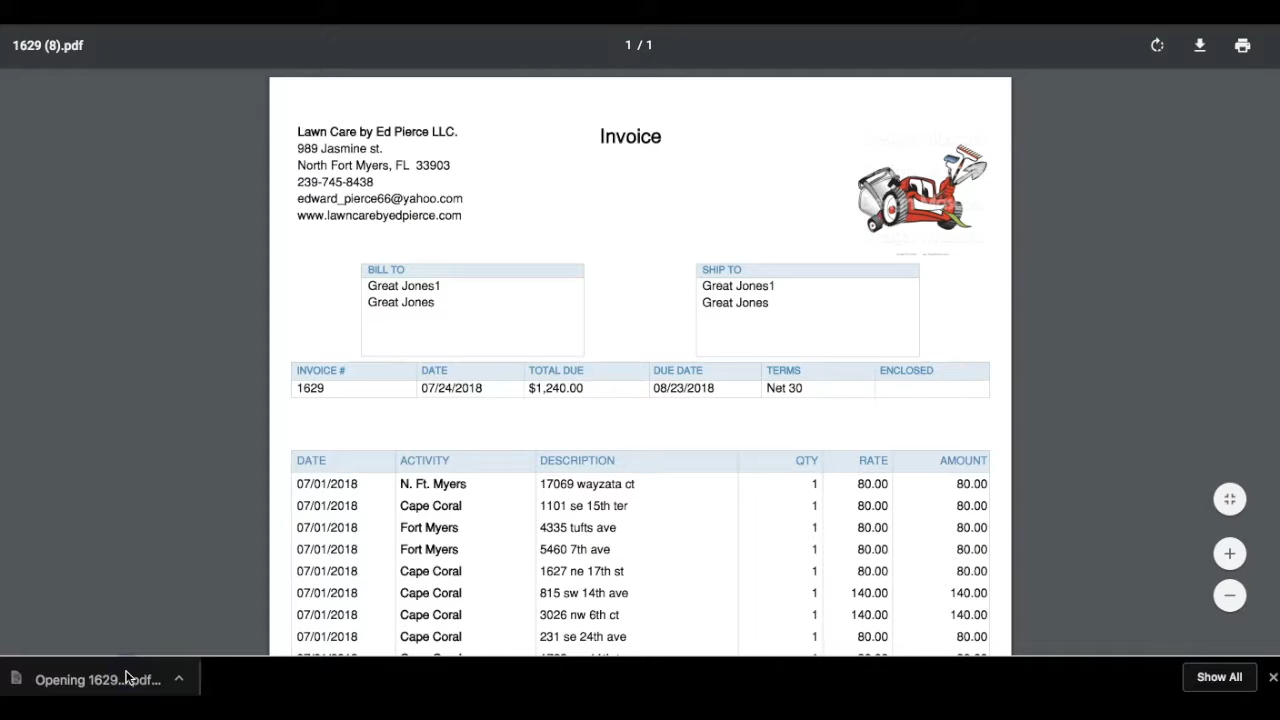 1629 (8).pdf
1 / 1
Lawn Care by Ed Pierce LLC.
989 Jasmine st.
North Fort Myers, FL 33903
239-745-8438
edward_pierce66@yahoo.com
www.lawncarebyedpierce.com
Invoice
BILL TO
Great Jones1
Great Jones
SHIP TO
Great Jones1
Great Jones
INVOICE # DATE TOTAL DUE DUE DATE TERMS ENCLOSED
1629 07/24/2018 $1,240.00 08/23/2018 Net 30
DATE ACTIVITY DESCRIPTION QTY RATE AMOUNT
07/01/2018 N. Ft. Myers 17069 wayzata ct 1 80.00 80.00
07/01/2018 Cape Coral 1101 se 15th ter 1 80.00 80.00
07/01/2018 Fort Myers 4335 tufts ave 1 80.00 80.00
07/01/2018 Fort Myers 5460 7th ave 1 80.00 80.00
07/01/2018 Cape Coral 1627 ne 17th st 1 80.00 80.00
07/01/2018 Cape Coral 815 sw 14th ave 1 140.00 140.00
07/01/2018 Cape Coral 3026 nw 6th ct 1 140.00 140.00
07/01/2018 Cape Coral 231 se 24th ave 1 80.00 80.00
Opening 1629...pdf...
Show All